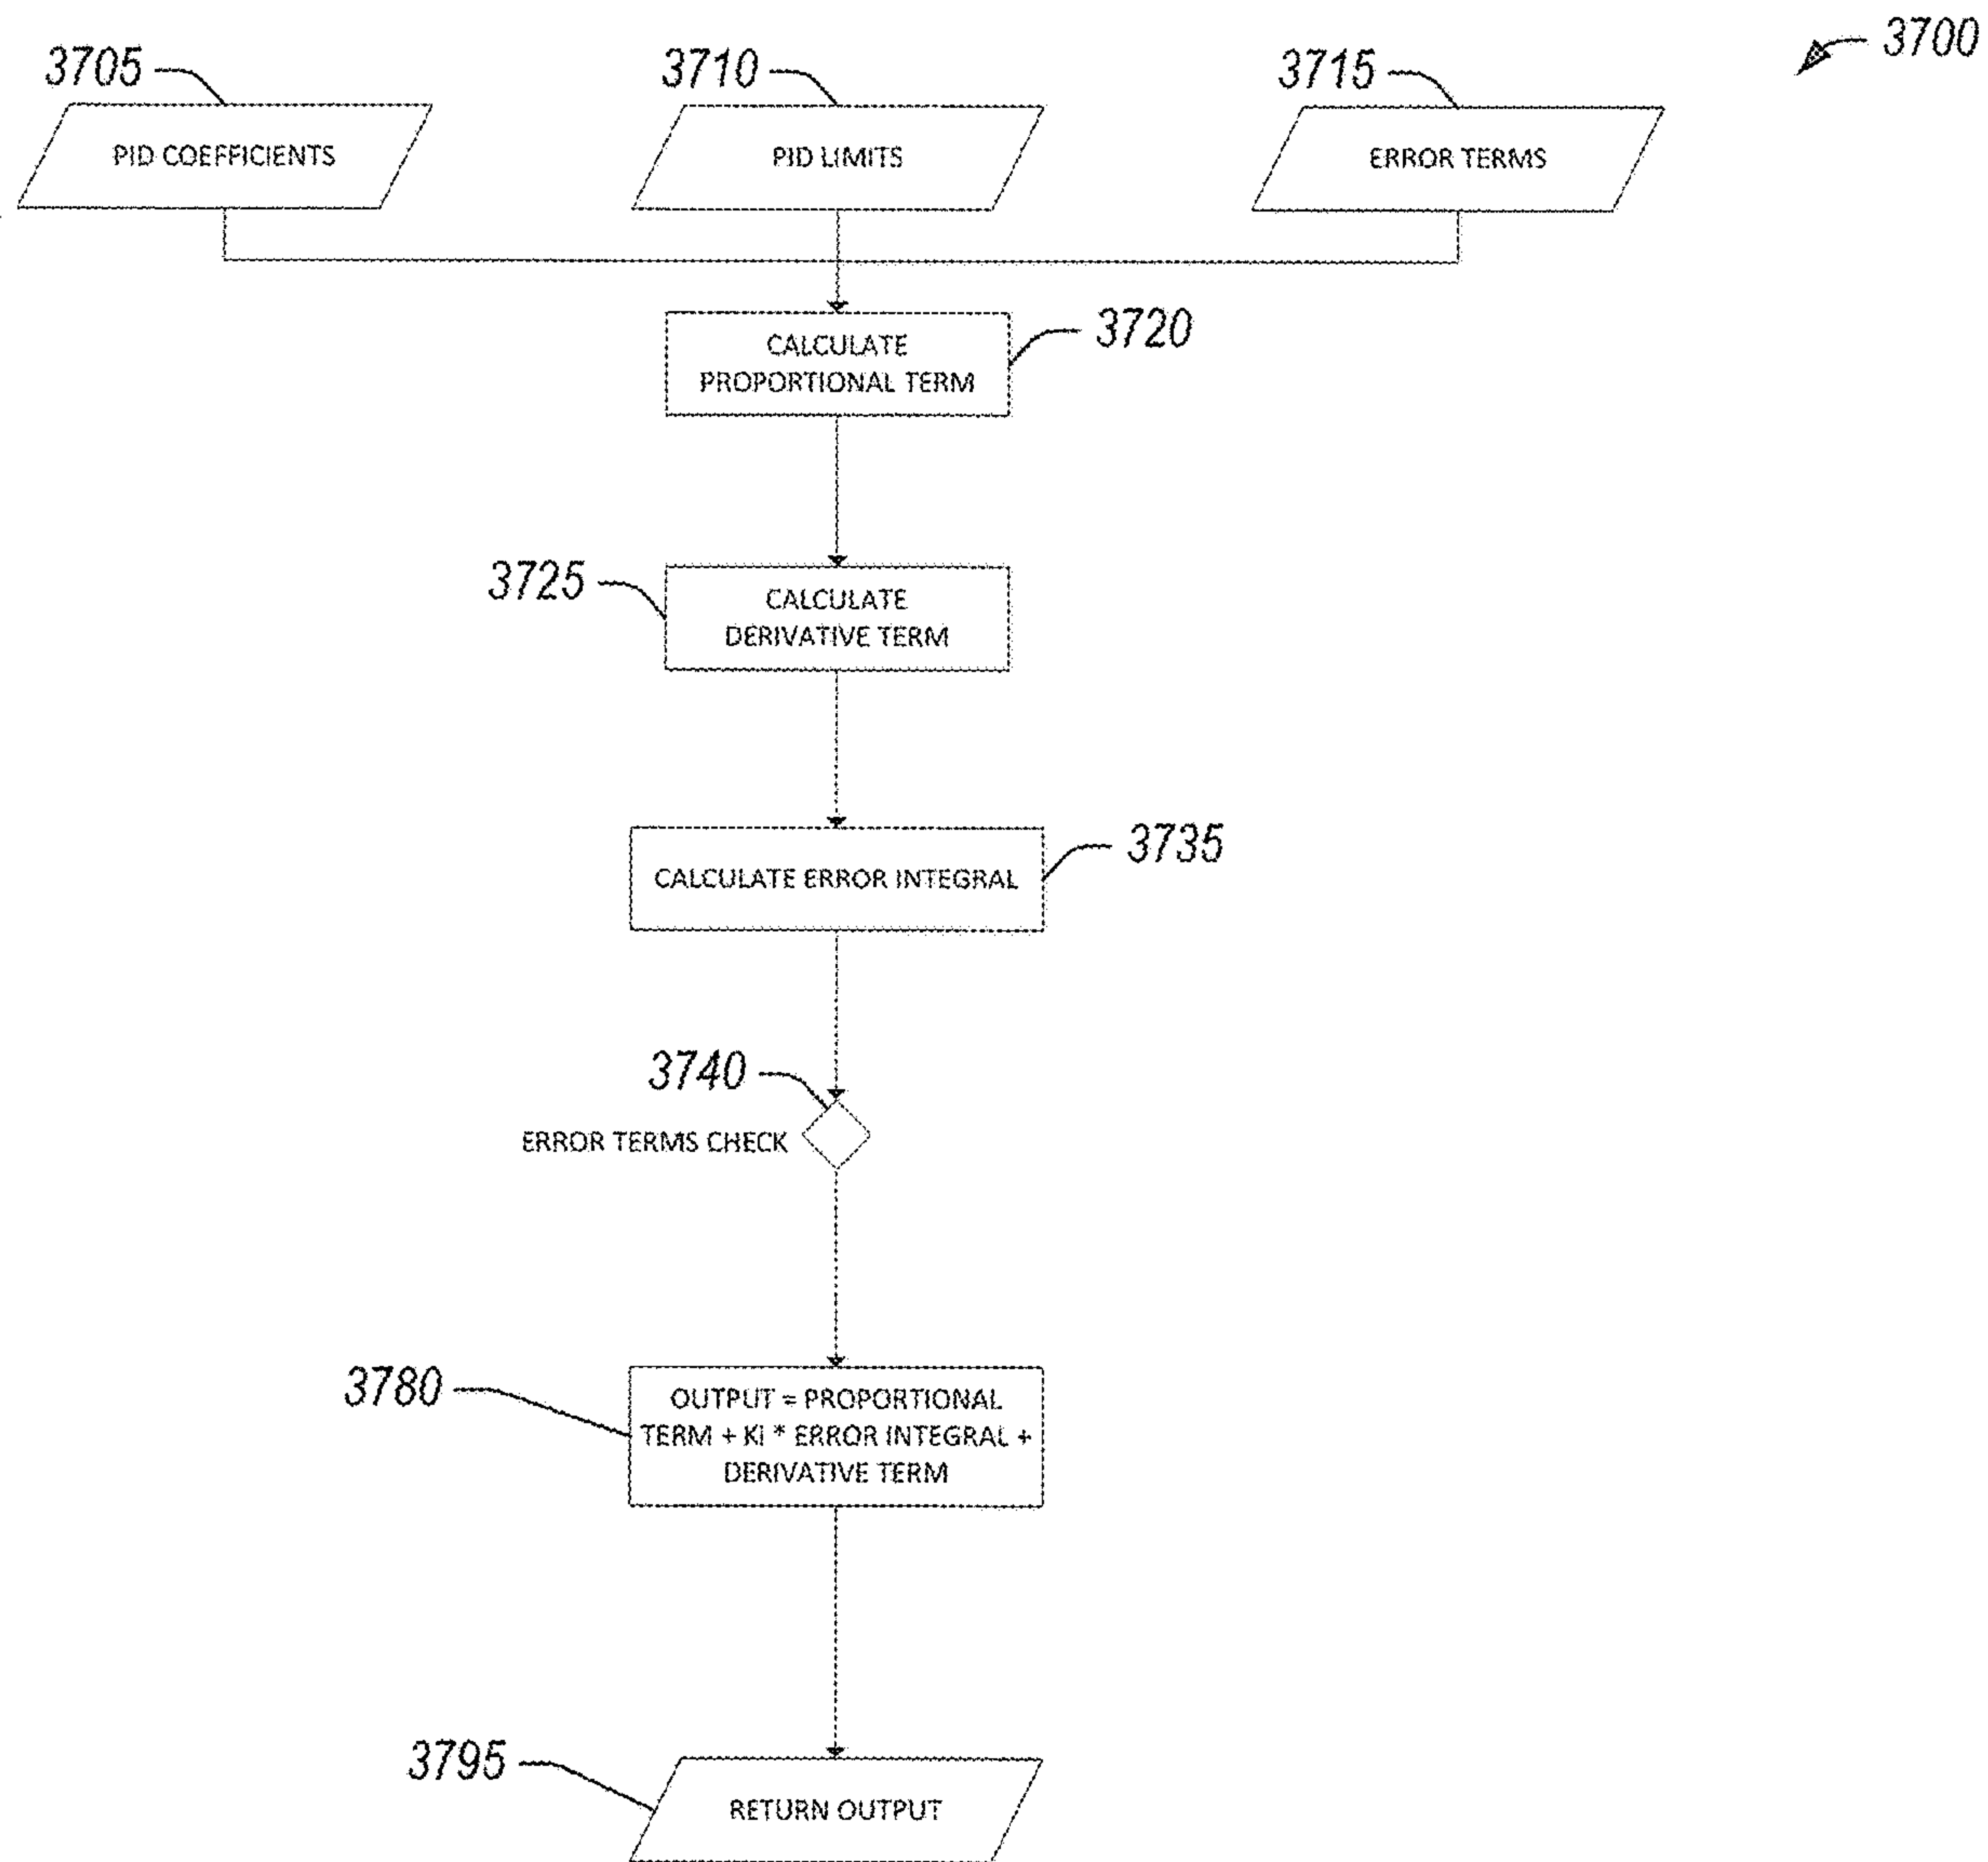 3700
3705
3710
3715
PID COEFFICIENTS
PID LIMITS
ERROR TERMS
3720
CALCULATE
PROPORTIONAL TERM
3725
CALCULATE
DERIVATIVE TERM
3735
CALCULATE ERROR INTEGRAL
3740
ERROR TERMS CHECK
3780
OUTPUT = PROPORTIONAL
TERM + KI * ERROR INTEGRAL +
DERIVATIVE TERM
3795
RETURN OUTPUT